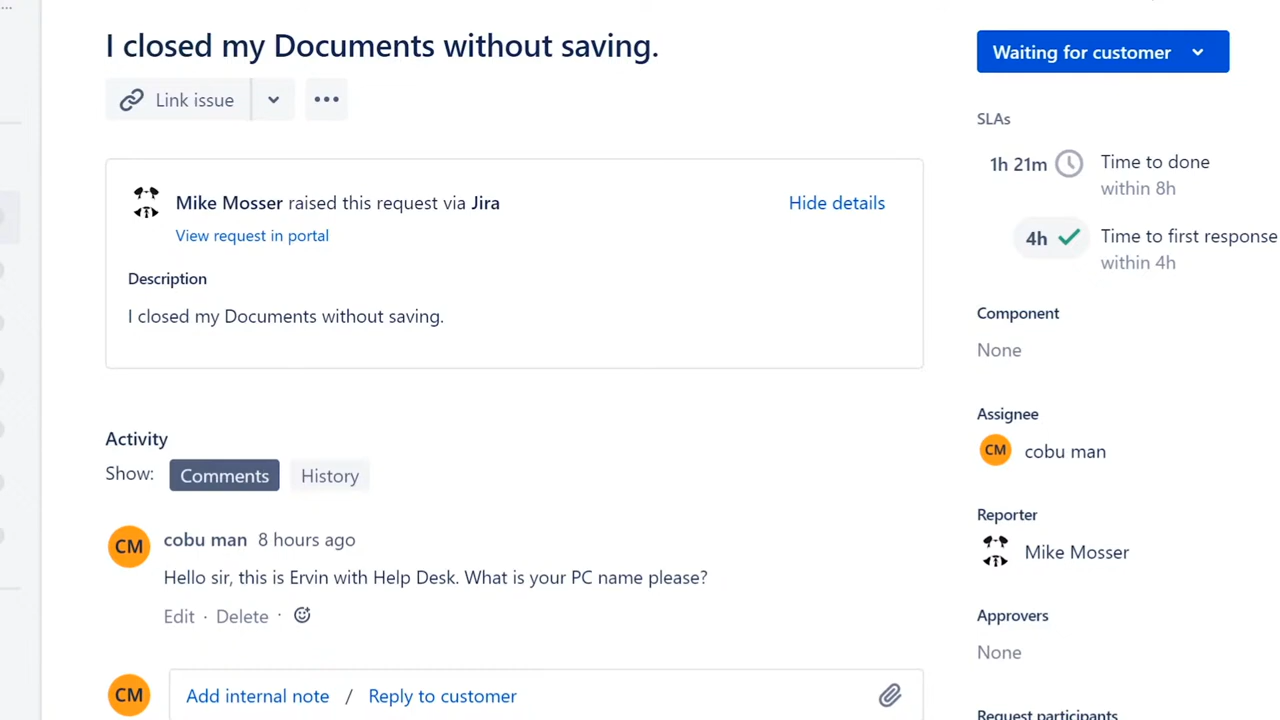 I closed my Documents without saving.
Link issue
Mike Mosser raised this request via Jira
Hide details
View request in portal
Description
I closed my Documents without saving.
Activity
Show: Comments History
CM cobu man 8 hours ago
Hello sir, this is Ervin with Help Desk. What is your PC name please?
Edit · Delete ·
CM Add internal note / Reply to customer
Waiting for customer
SLAs
1h 21m Time to done
within 8h
4h Time to first response
within 4h
Component
None
Assignee
CM cobu man
Reporter
Mike Mosser
Approvers
None
Request participants